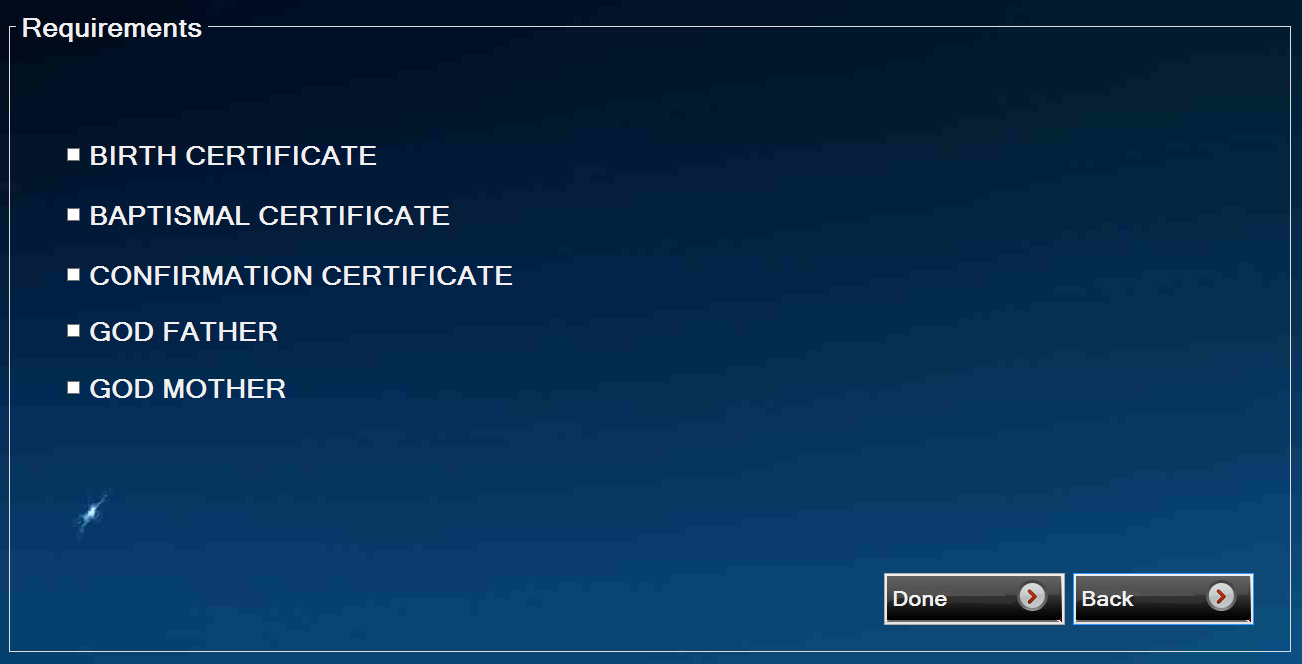 Requirements
BIRTH CERTIFICATE
BAPTISMAL CERTIFICATE
CONFIRMATION CERTIFICATE
GOD FATHER
GOD MOTHER
Done
Back